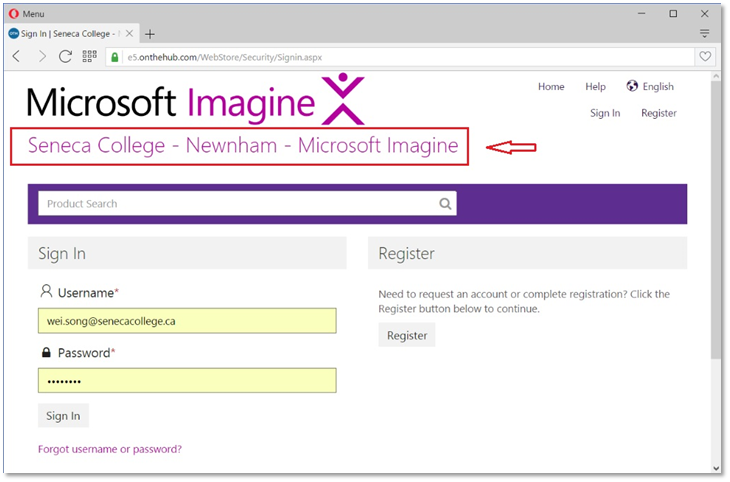 Menu
Sign In | Seneca College -
e5.onthehub.com/WebStore/Security/Signin.aspx
Home Help English
Microsoft Imagine
Sign In Register
Seneca College - Newnham - Microsoft Imagine
Product Search
Sign In
Username*
wei.song@senecacollege.ca
Password*
••••••••
Sign In
Forgot username or password?
Register
Need to request an account or complete registration? Click the
Register button below to continue.
Register